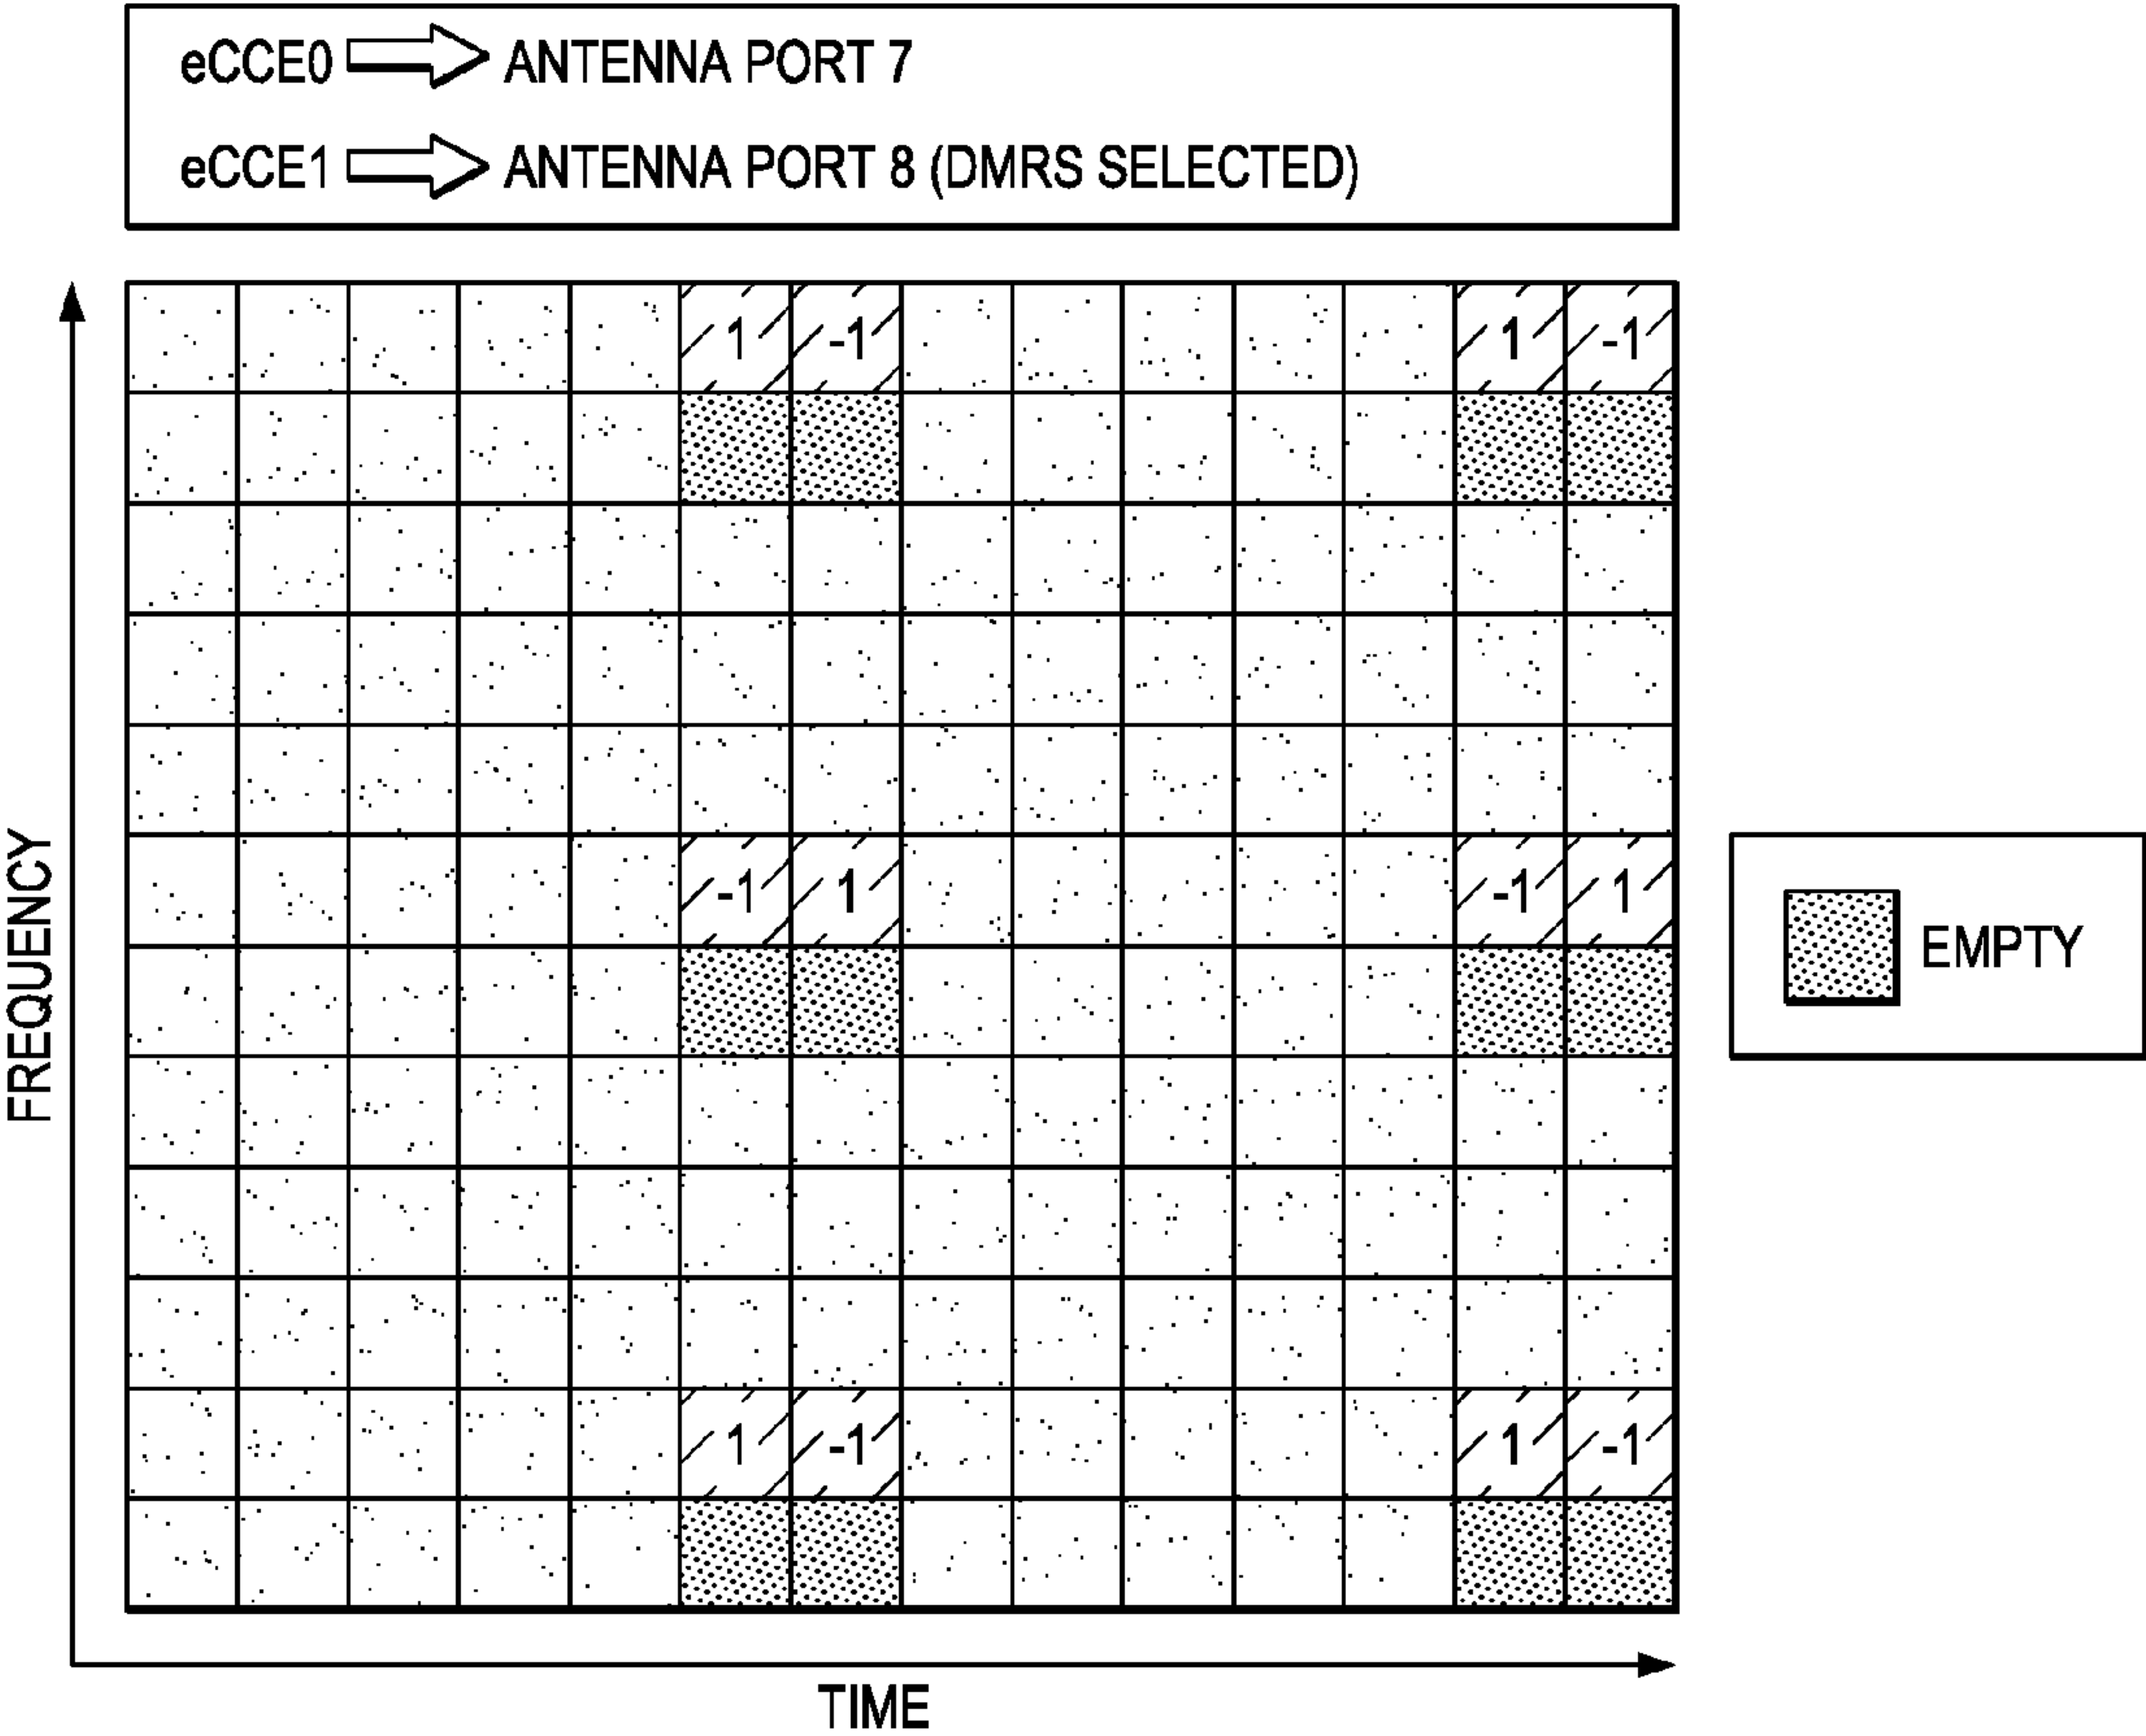 eCCE0 ANTENNA PORT 7
eCCE1 ANTENNA PORT 8 (DMRS SELECTED)
1 -1 1 -1
-1 1 -1 1
1 -1 1 -1
FREQUENCY
TIME
EMPTY